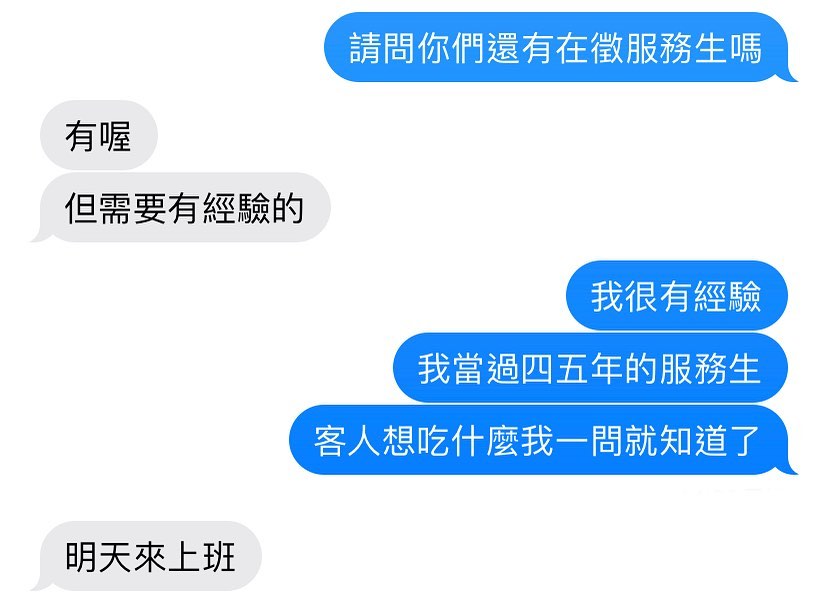 請問你們還有在徵服務生嗎
有喔
但需要有經驗的
我很有經驗
我當過四五年的服務生
客人想吃什麼我一問就知道了
明天來上班